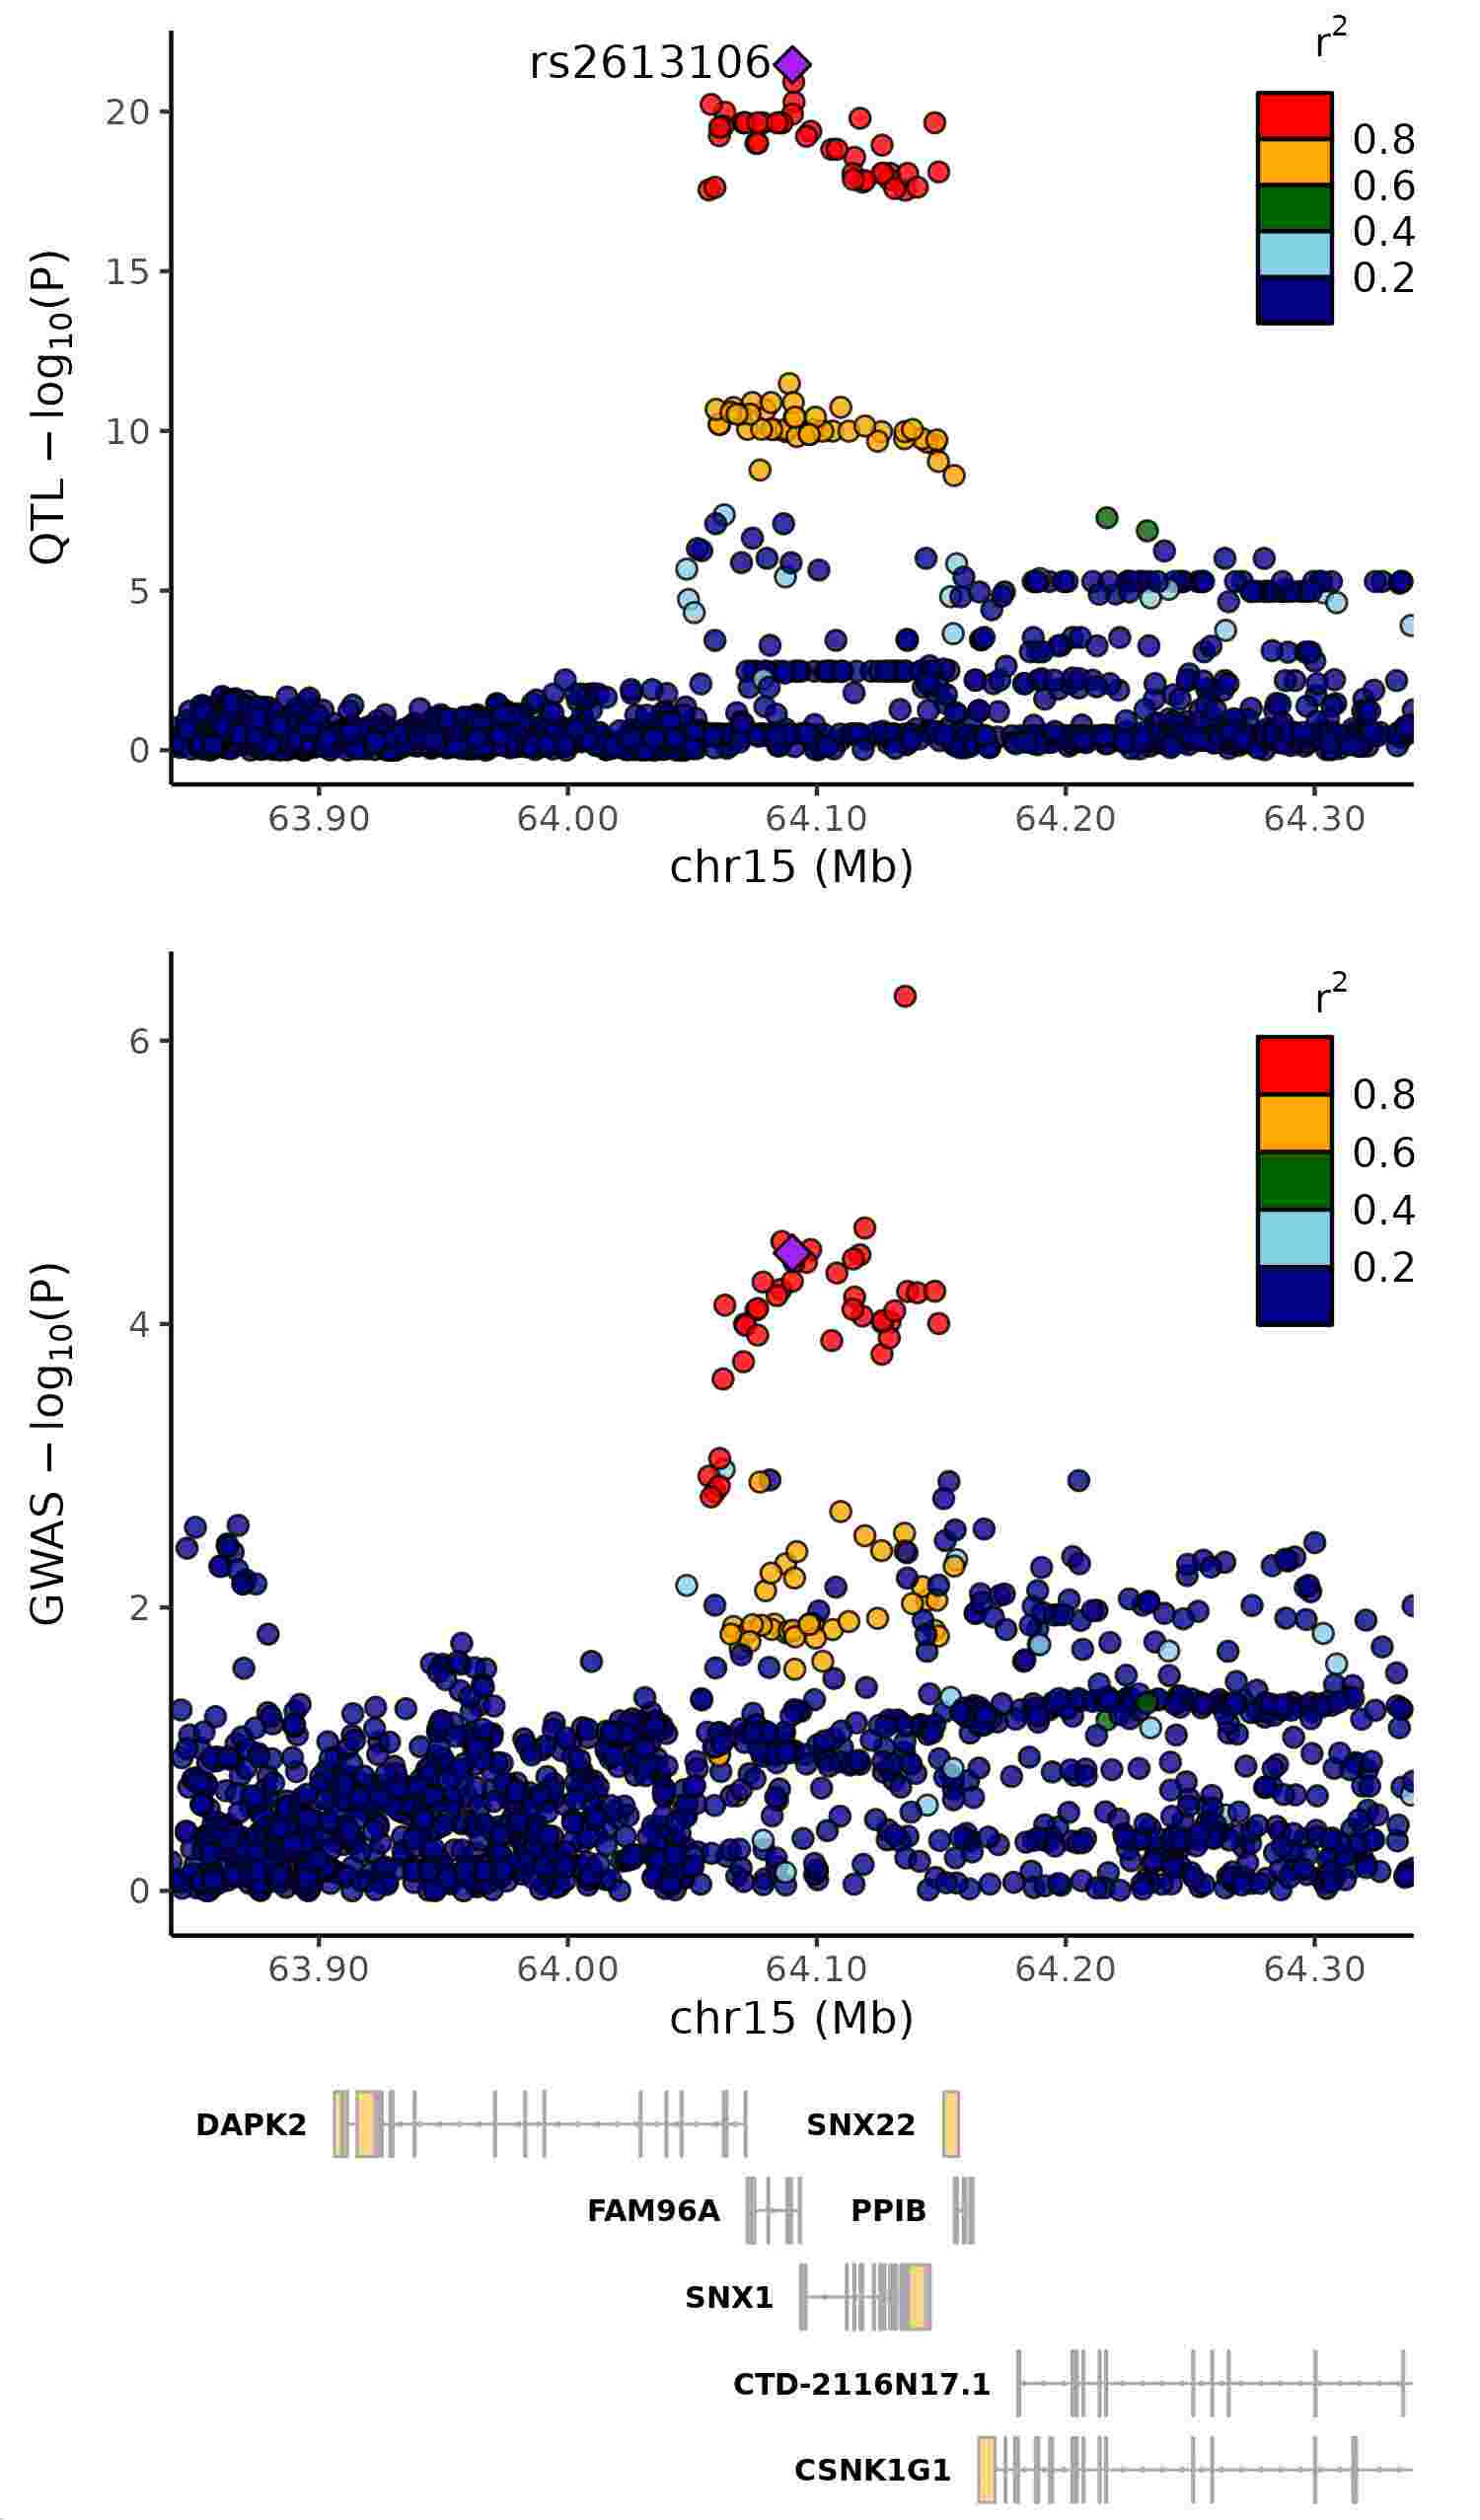 rs2613106
r²
0.8
0.6
0.4
0.2
20
15
10
5
0
QTL −log₁₀(P)
63.90 64.00 64.10 64.20 64.30
chr15 (Mb)
r²
0.8
0.6
0.4
0.2
6
4
2
0
GWAS −log₁₀(P)
63.90 64.00 64.10 64.20 64.30
chr15 (Mb)
DAPK2 SNX22
FAM96A PPIB
SNX1
CTD-2116N17.1
CSNK1G1